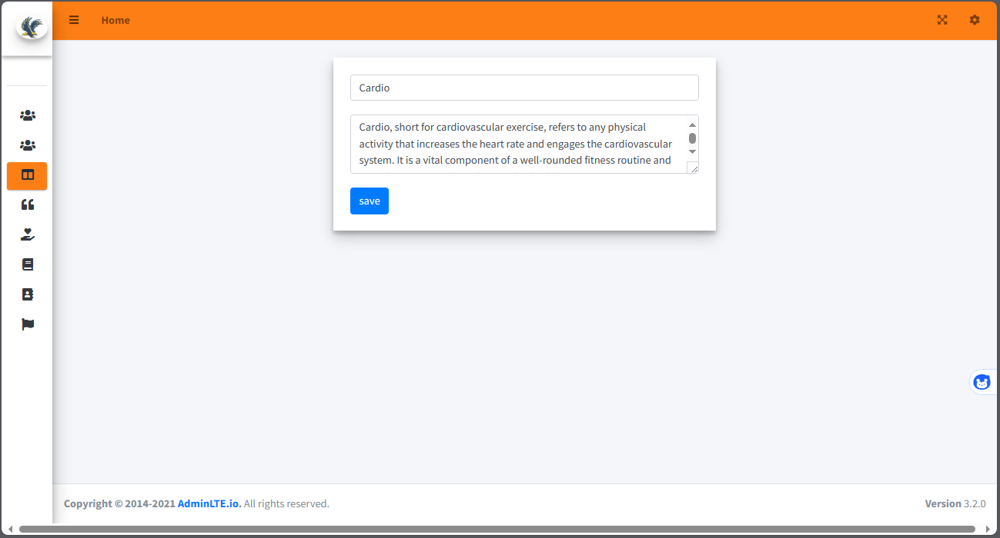 Home
Cardio
Cardio, short for cardiovascular exercise, refers to any physical
activity that increases the heart rate and engages the cardiovascular
system. It is a vital component of a well-rounded fitness routine and
save
Copyright © 2014-2021 AdminLTE.io. All rights reserved.
Version 3.2.0